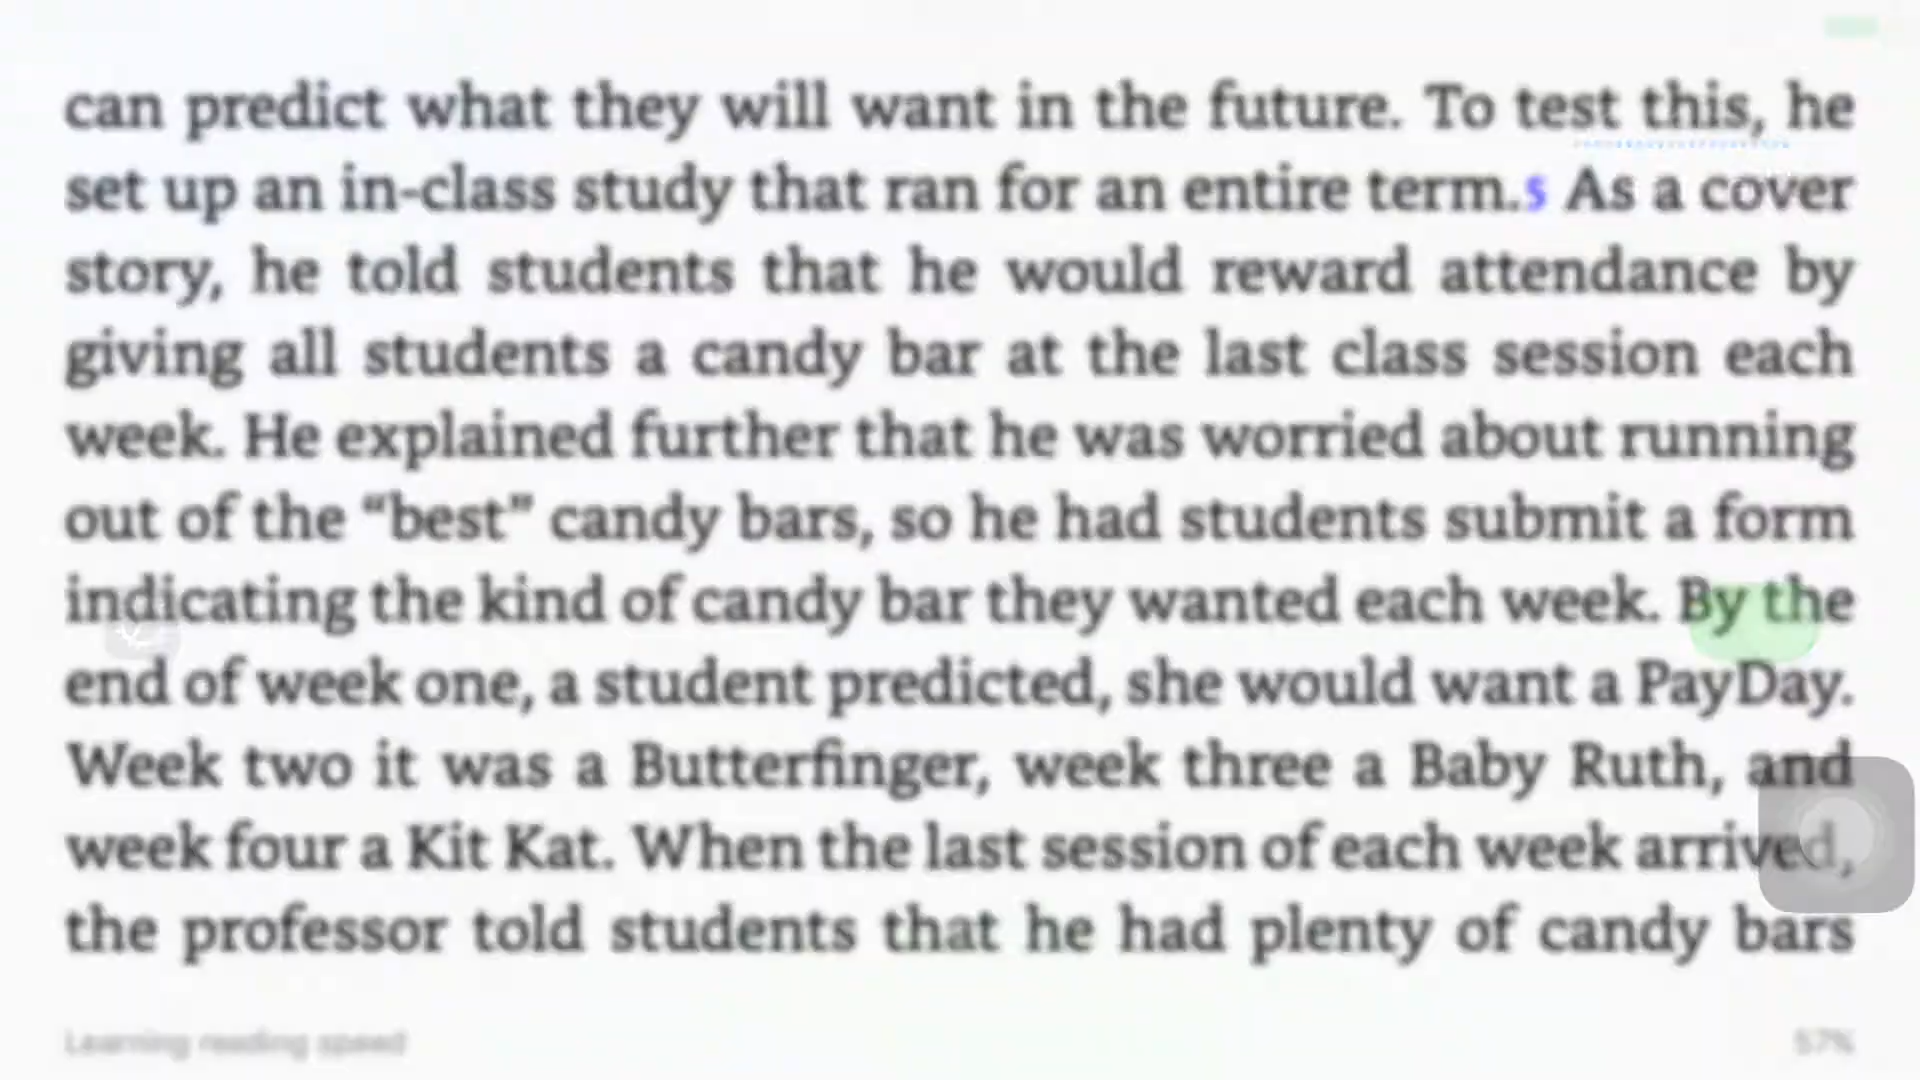 can predict what they will want in the future. To test this, he
set up an in-class study that ran for an entire term.5 As a cover
story, he told students that he would reward attendance by
giving all students a candy bar at the last class session each
week. He explained further that he was worried about running
out of the “best” candy bars, so he had students submit a form
indicating the kind of candy bar they wanted each week. By the
end of week one, a student predicted, she would want a PayDay.
Week two it was a Butterfinger, week three a Baby Ruth, and
week four a Kit Kat. When the last session of each week arrived,
the professor told students that he had plenty of candy bars
Learning reading speed
57%